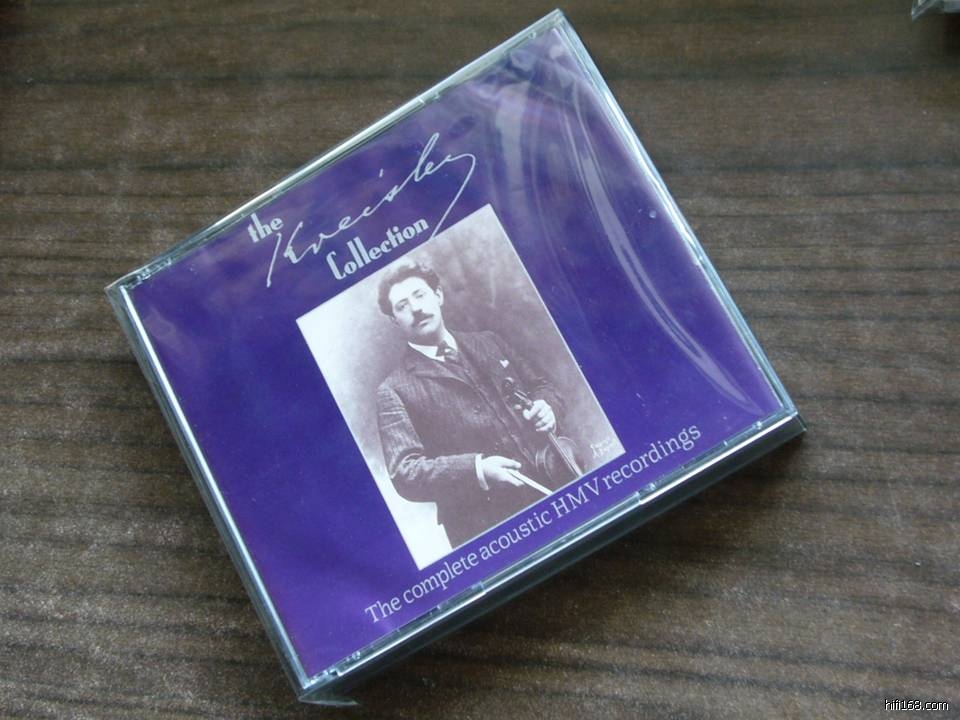 the
Kreisler
Collection
The complete acoustic HMV recordings
hifi168.com